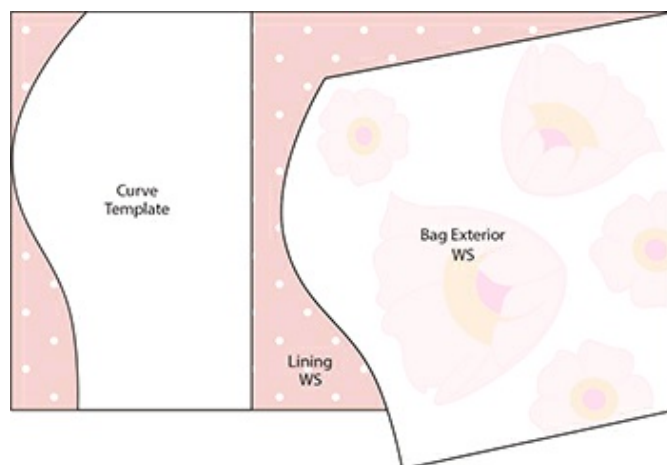 Curve
Template
Bag Exterior
WS
Lining
WS